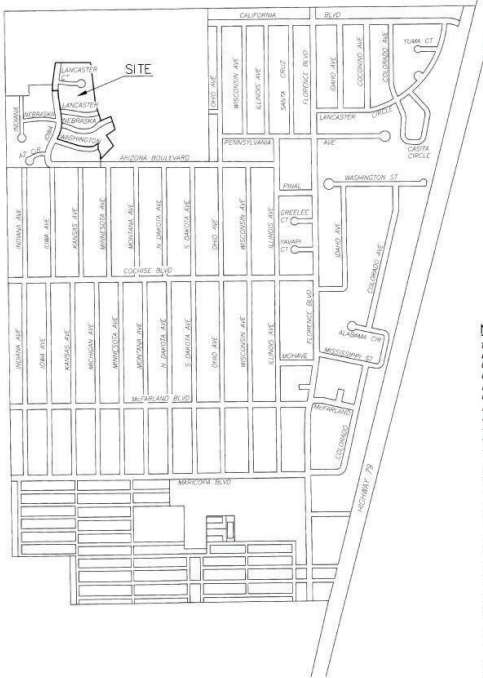 CALIFORNIA BLVD
YUMA CT
LANCASTER
CT
SITE
OHIO AVE
WISCONSIN AVE
ILLINOIS AVE
SANTA CRUZ
FLORENCE BLVD
IDAHO AVE
COCONINO AVE
COLORADO AVE
LANCASTER
CIRCLE
CASITA
CIRCLE
INDIANA
NEBRASKA
IOWA
LANCASTER
NEBRASKA
WASHINGTON
AZ CIR
ARIZONA BOULEVARD
PENNSYLVANIA
AVE
WASHINGTON ST
PINAL
GREELEE
CT
YAVAPI
CT
INDIANA AVE
IOWA AVE
KANSAS AVE
MINNESOTA AVE
MONTANA AVE
N. DAKOTA AVE
S. DAKOTA AVE
OHIO AVE
WISCONSIN AVE
ILLINOIS AVE
IDAHO AVE
COLORADO AVE
COCHISE BLVD
INDIANA AVE
IOWA AVE
KANSAS AVE
MICHIGAN AVE
MINNESOTA AVE
MONTANA AVE
N. DAKOTA AVE
S. DAKOTA AVE
OHIO AVE
WISCONSIN AVE
ILLINOIS AVE
FLORENCE BLVD
MOHAVE
ALABAMA CIR
MISSISSIPPI ST
McFARLAND BLVD
McFARLAND
COLORADO
MARICOPA BLVD
HIGHWAY 79